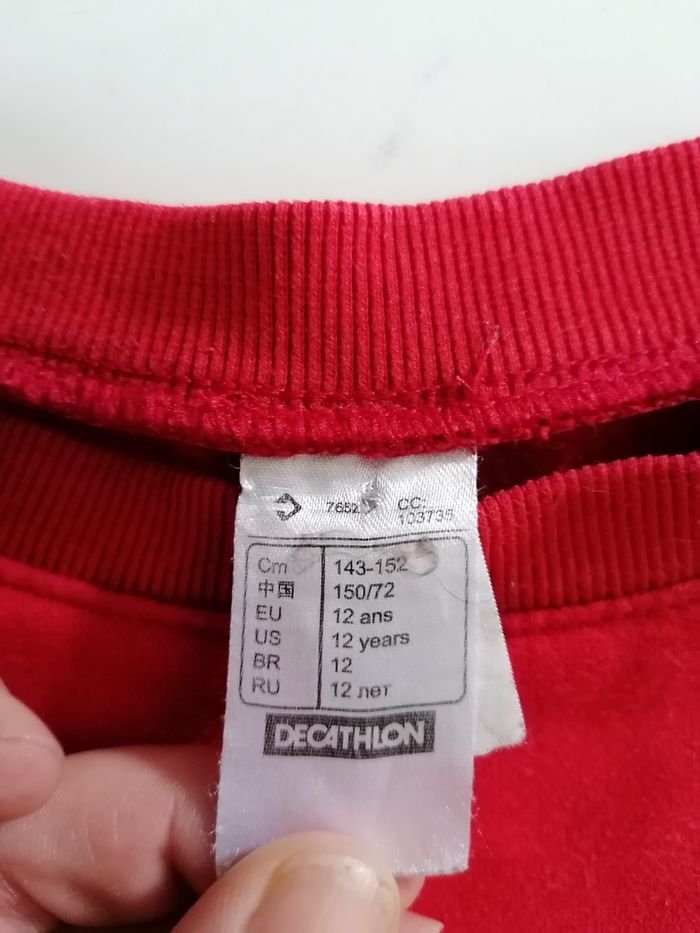 7652
CC:
103735
Cm 143-152
中国 150/72
EU 12 ans
US 12 years
BR 12
RU 12 лет
DECATHLON